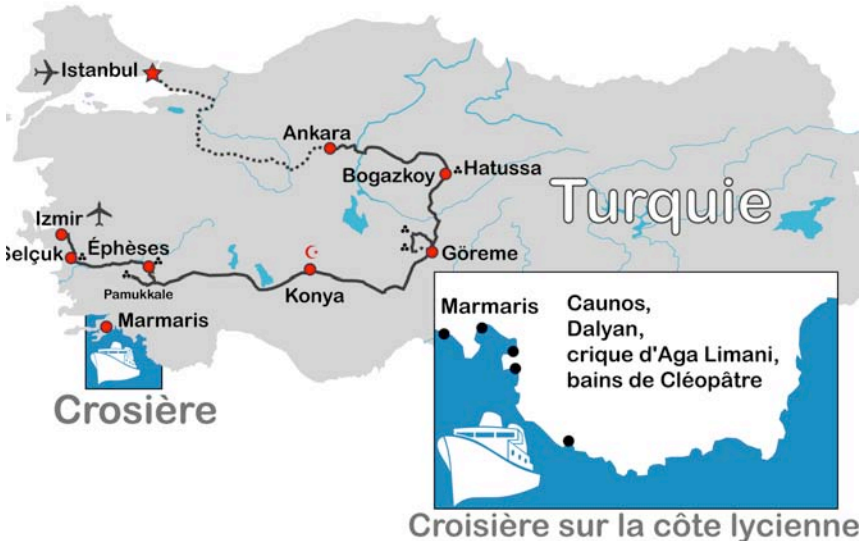 Istanbul
Ankara
Bogazkoy
Hatussa
Turquie
Izmir
Selçuk
Éphèses
Göreme
Pamukkale
Konya
Marmaris
Crosière
Marmaris
Caunos,
Dalyan,
crique d'Aga Limani,
bains de Cléopâtre
Croisière sur la côte lycienne